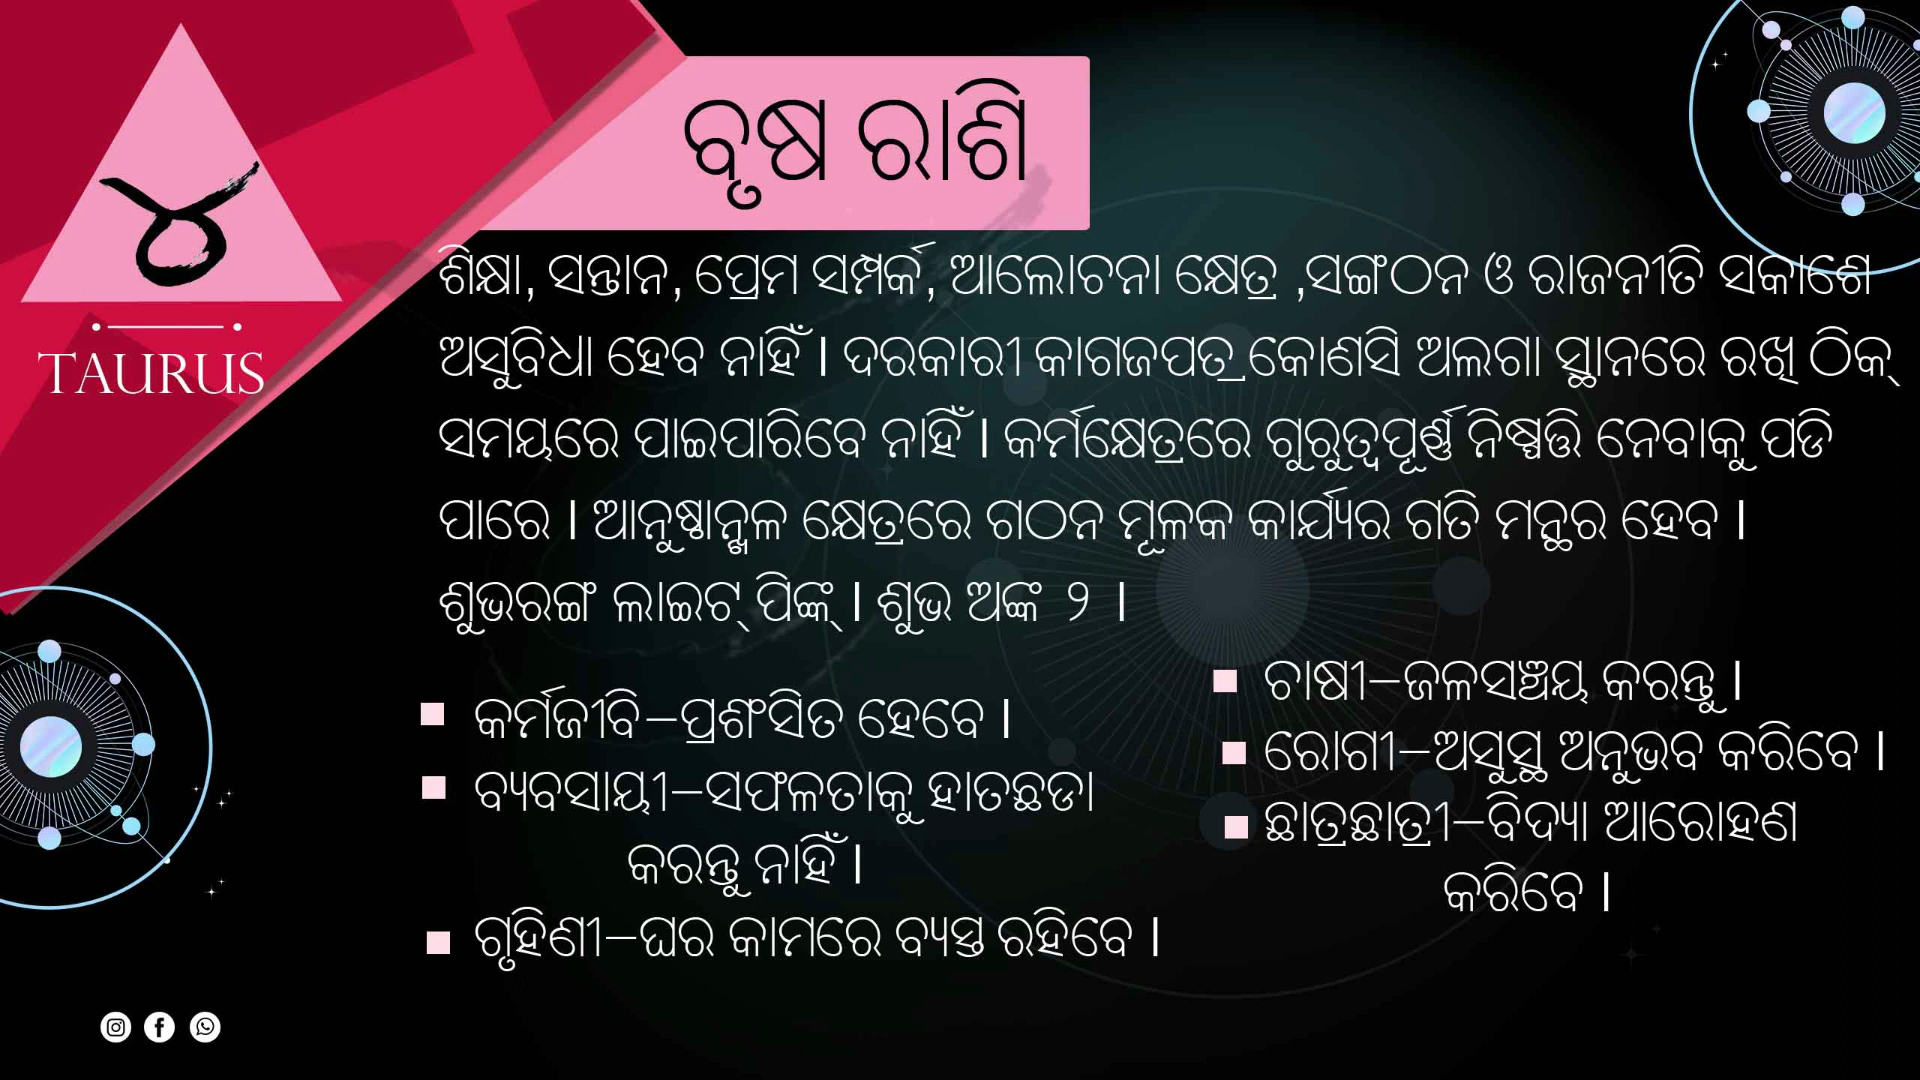 ବୃଷ ରାଶି
TAURUS
ଶିକ୍ଷା, ସନ୍ତାନ, ପ୍ରେମ ସମ୍ପର୍କ, ଆଲୋଚନା କ୍ଷେତ୍ର ,ସଙ୍ଗଠନ ଓ ରାଜନୀତି ସକାଶେ
ଅସୁବିଧା ହେବ ନାହିଁ । ଦରକାରୀ କାଗଜପତ୍ର କୋଣସି ଅଲଗା ସ୍ଥାନରେ ରଖି ଠିକ୍
ସମୟରେ ପାଇପାରିବେ ନାହିଁ । କର୍ମକ୍ଷେତ୍ରରେ ଗୁରୁତ୍ୱପୂର୍ଣ୍ଣ ନିଷ୍ପତ୍ତି ନେବାକୁ ପଡି
ପାରେ । କ୍ଷେତ୍ରରେ ଗଠନ ମୂଳକ କାର୍ଯ୍ୟର ଗତି ମନ୍ଥର ହେବ ।
ଶୁଭରଙ୍ଗ ଲାଇଟ୍ ପିଙ୍କ୍ । ଶୁଭ ଅଙ୍କ ୨ ।
କର୍ମଜୀବି–ପ୍ରଶଂସିତ ହେବେ ।
ବ୍ୟବସାୟୀ–ସଫଳତାକୁ ହାତଛଡା
କରନ୍ତୁ ନାହିଁ ।
ଗୃହିଣୀ–ଘର କାମରେ ବ୍ୟସ୍ତ ରହିବେ ।
ଚାଷୀ–ଜଳସଞ୍ଚୟ କରନ୍ତୁ ।
ରୋଗୀ–ଅସୁସ୍ଥ ଅନୁଭବ କରିବେ ।
ଛାତ୍ରଛାତ୍ରୀ–ବିଦ୍ୟା ଆରୋହଣ
କରିବେ ।